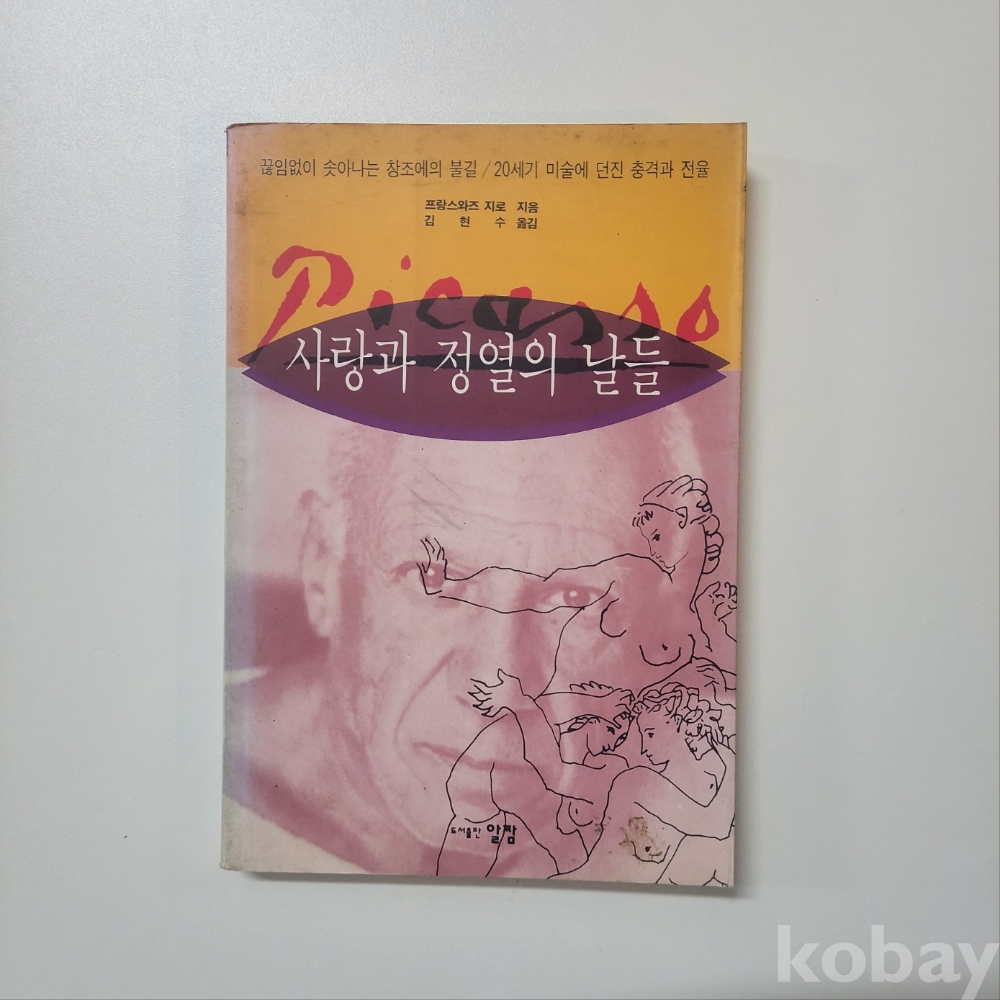 끊임없이 솟아나는 창조에의 불길 / 20세기 미술에 던진 충격과 전율
프랑스와즈 지로 지음
김 현 수 옮김
Picasso
사랑과 정열의 날들
도서출판 알짬
kobay